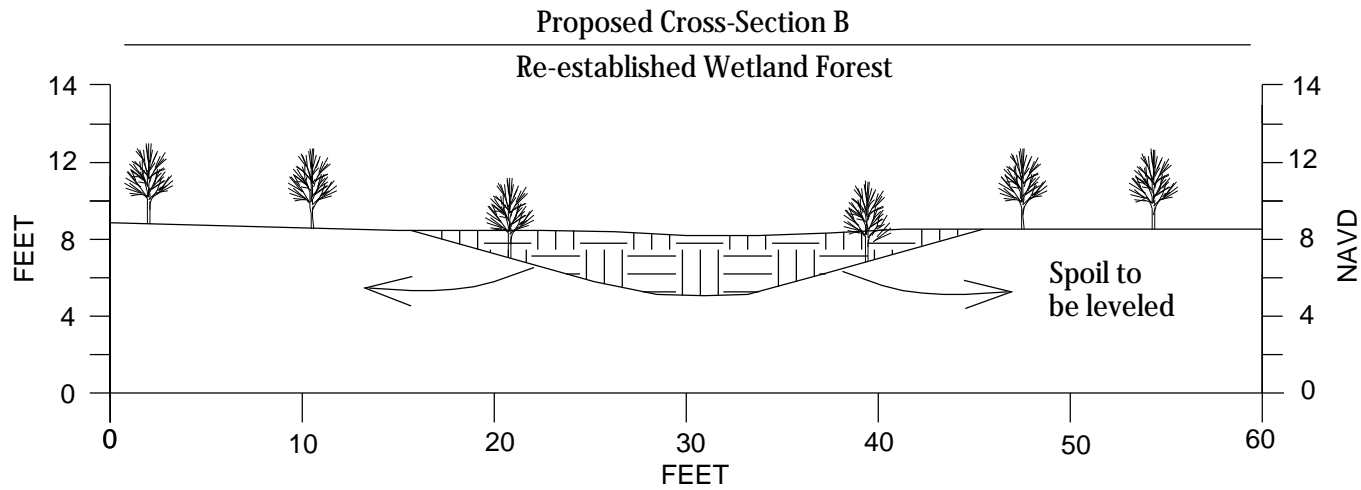 Proposed Cross-Section B
Re-established Wetland Forest
14
12
8
4
0
FEET
14
12
8
4
0
NAVD
Spoil to
be leveled
0
10
20
30
40
50
60
FEET